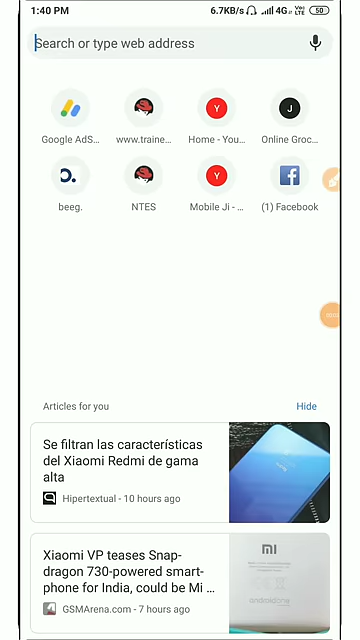 1:40 PM 6.7KB/s 4G Vo) LTE 50
Search or type web address
Google AdS... www.traine... Home - You... Online Groc...
Y J
beeg. NTES Mobile Ji - ... (1) Facebook
Y
Articles for you Hide
Se filtran las características
del Xiaomi Redmi de gama
alta
Hipertextual - 10 hours ago
Xiaomi VP teases Snap-
dragon 730-powered smart-
phone for India, could be Mi ...
GSMArena.com - 7 hours ago
mi
androidone